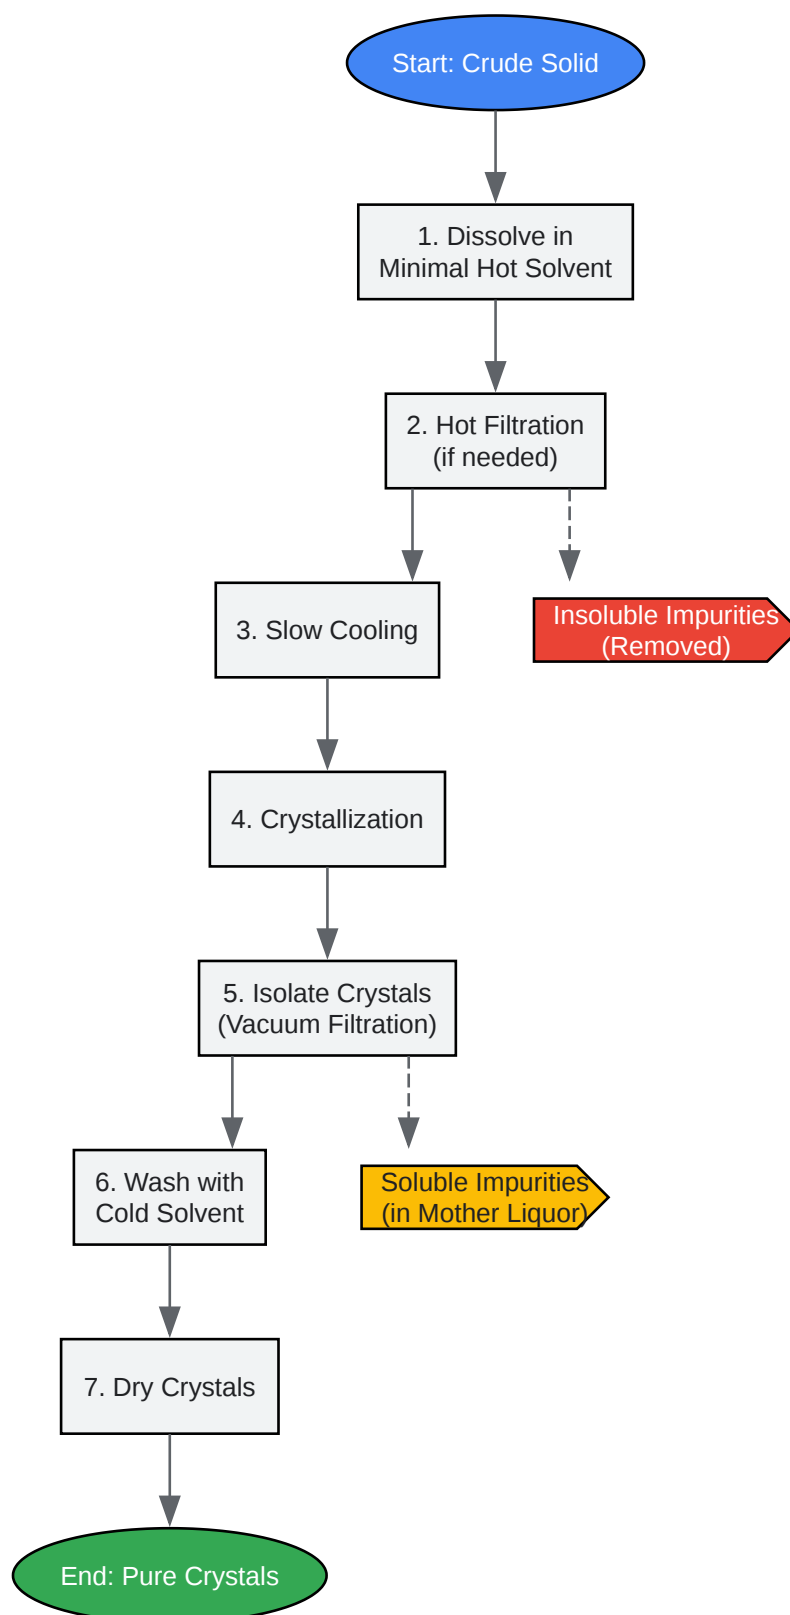 Start: Crude Solid
1. Dissolve in
Minimal Hot Solvent
2. Hot Filtration
(if needed)
3. Slow Cooling
Insoluble Impurities
(Removed)
4. Crystallization
5. Isolate Crystals
(Vacuum Filtration)
6. Wash with
Cold Solvent
Soluble Impurities
(in Mother Liquor)
7. Dry Crystals
End: Pure Crystals